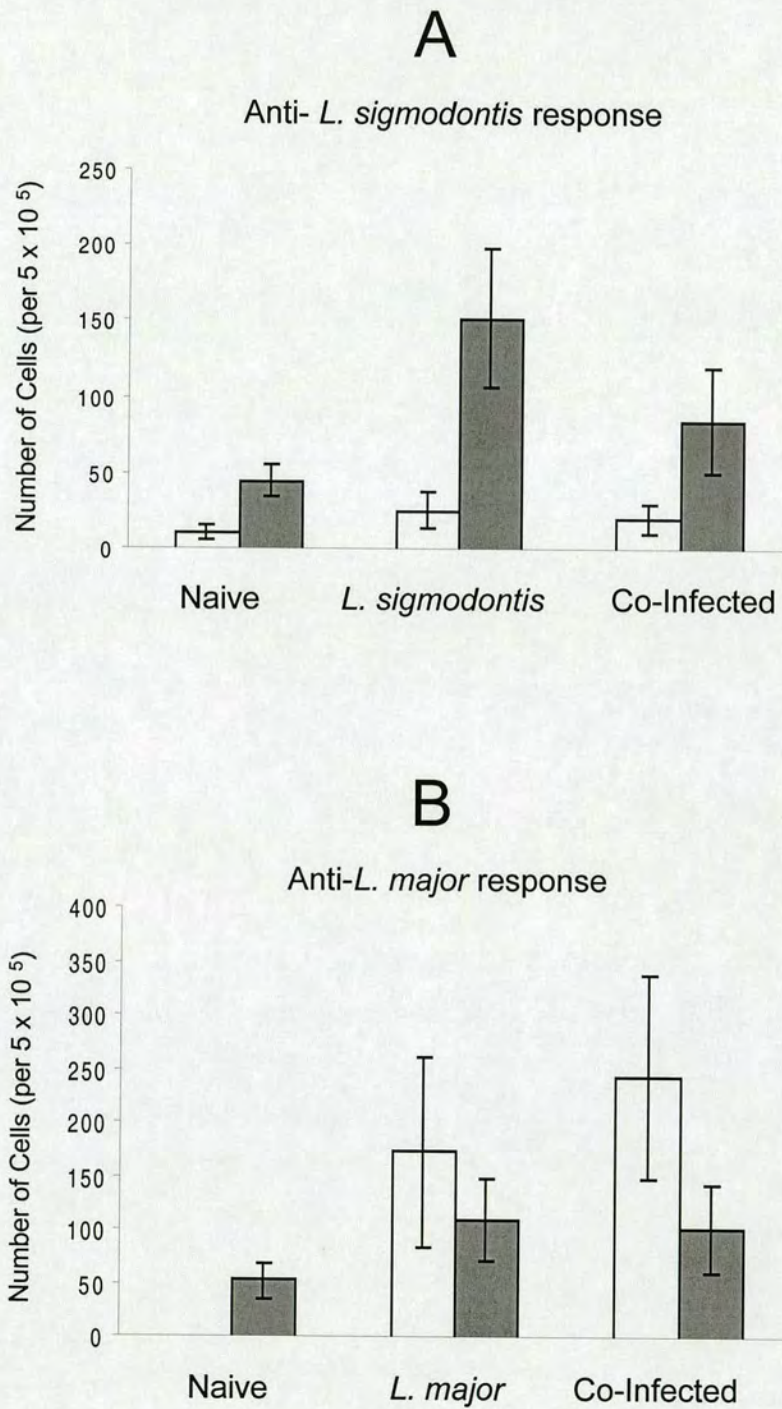 A
Anti- L. sigmodontis response
Number of Cells (per 5 x 10 5)
250
200
150
100
50
0
Naive L. sigmodontis Co-Infected
B
Anti-L. major response
Number of Cells (per 5 x 10 5)
400
350
300
250
200
150
100
50
0
Naive L. major Co-Infected